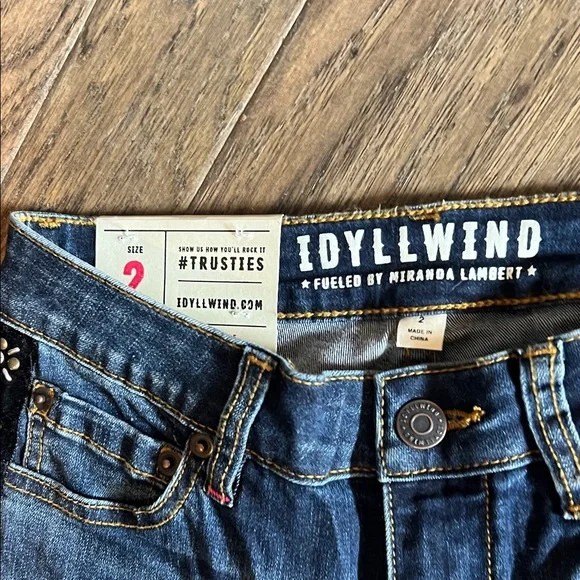 SIZE
2
SHOW US HOW YOU'LL ROCK IT
#TRUSTIES
IDYLLWIND.COM
IDYLLWIND
★ FUELED BY MIRANDA LAMBERT ★
2
MADE IN
CHINA
IDYLLWIND